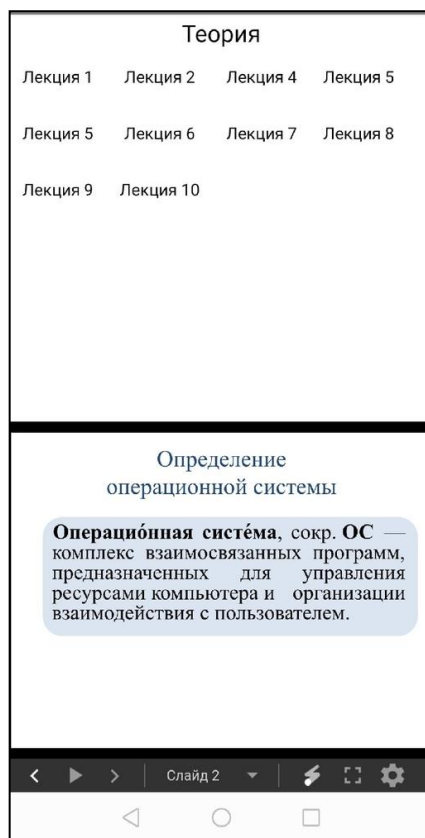 Теория
Лекция 1 Лекция 2 Лекция 4 Лекция 5
Лекция 5 Лекция 6 Лекция 7 Лекция 8
Лекция 9 Лекция 10
Определение
операционной системы
Операцио́нная систе́ма, сокр. ОС —
комплекс взаимосвязанных программ,
предназначенных для управления
ресурсами компьютера и организации
взаимодействия с пользователем.
Слайд 2